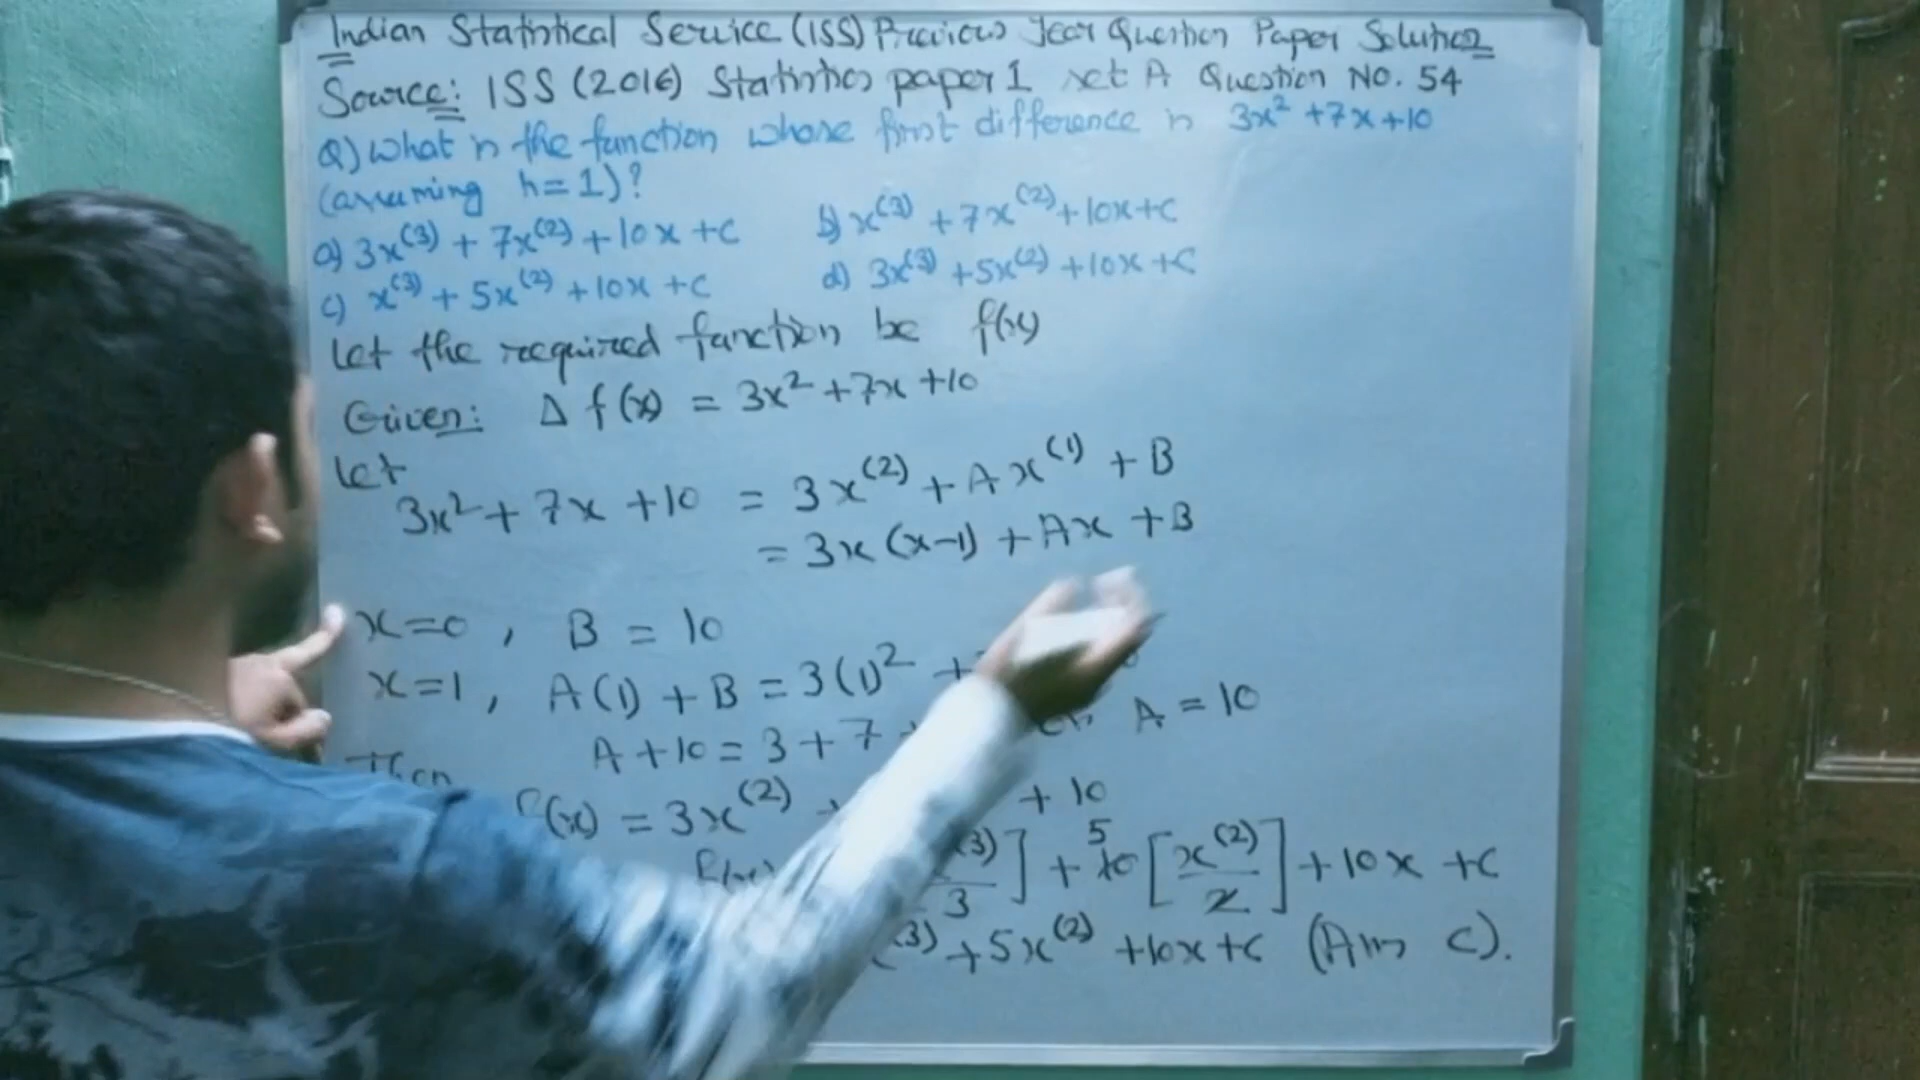 Indian Statistical Service (ISS) Previous Year Question Paper Solution
Source: ISS (2016) Statistics paper 1 set A Question No. 54
Q) What is the function whose first difference is 3x² + 7x + 10
(assuming h = 1)?
a) 3x⁽³⁾ + 7x⁽²⁾ + 10x + C b) x⁽³⁾ + 7x⁽²⁾ + 10x + C
c) x⁽³⁾ + 5x⁽²⁾ + 10x + C d) 3x⁽³⁾ + 5x⁽²⁾ + 10x + C
Let the required function be f(x)
Given: Δ f(x) = 3x² + 7x + 10
Let
3x² + 7x + 10 = 3x⁽²⁾ + Ax⁽¹⁾ + B
= 3x (x-1) + Ax + B
x=0, B = 10
x=1, A(1) + B = 3(1)² +
A + 10 = 3 + 7 A = 10
Then
f(x) = 3x⁽²⁾ + 10
f(x) ⁽³⁾/3] + 5 10 [x⁽²⁾/2] + 10x + C
⁽³⁾ + 5x⁽²⁾ + 10x + C (Ans C).